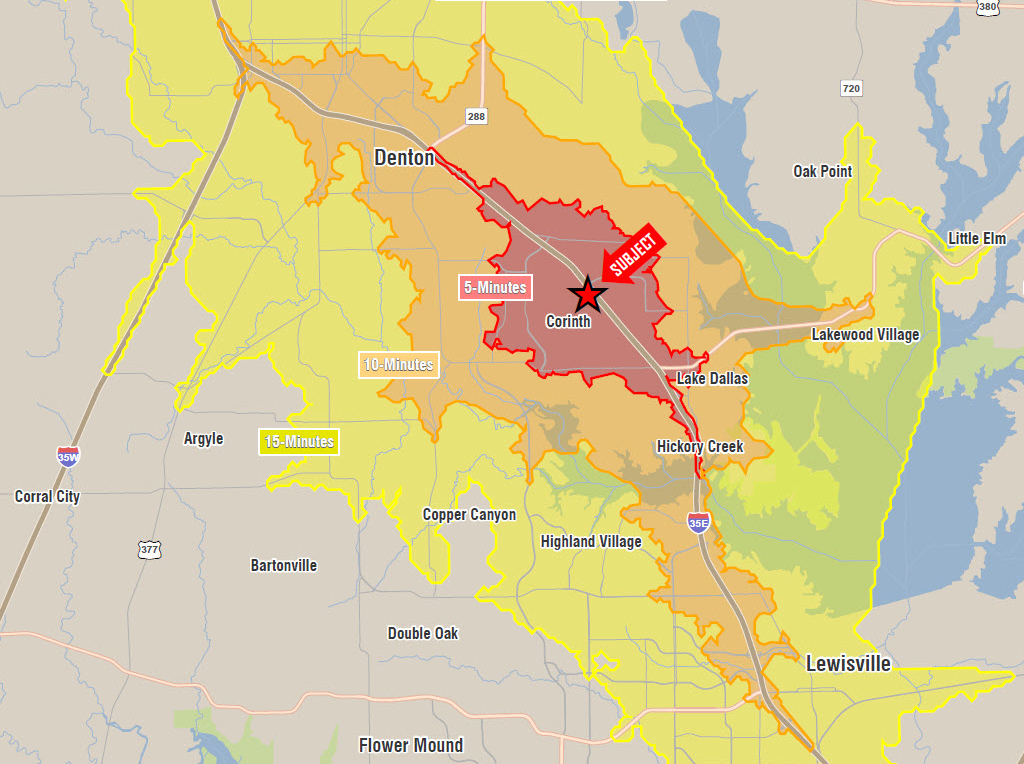 380
720
288
Denton
Oak Point
Little Elm
SUBJECT
5-Minutes
Corinth
Lakewood Village
10-Minutes
Lake Dallas
Argyle
15-Minutes
Hickory Creek
35W
Corral City
Copper Canyon
35E
Highland Village
377
Bartonville
Double Oak
Lewisville
Flower Mound